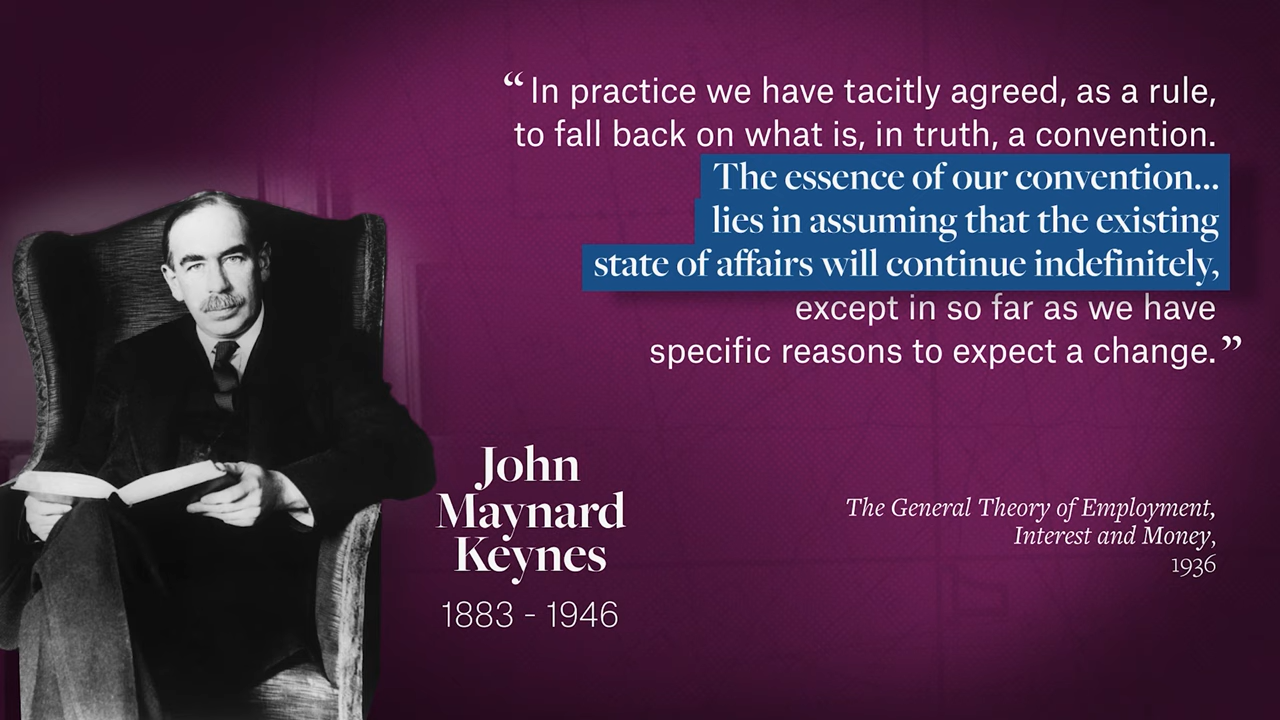 “In practice we have tacitly agreed, as a rule,
to fall back on what is, in truth, a convention.
The essence of our convention...
lies in assuming that the existing
state of affairs will continue indefinitely,
except in so far as we have
specific reasons to expect a change.”
John
Maynard
Keynes
1883 - 1946
The General Theory of Employment,
Interest and Money,
1936